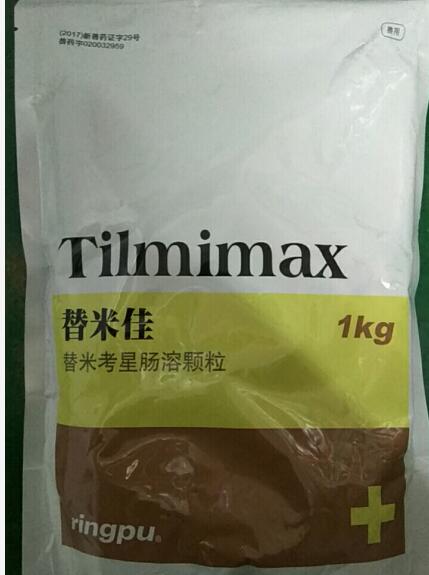 (2017)新兽药证字29号
兽药字020032959
兽用
Tilmimax
替米佳
1kg
替米考星肠溶颗粒
ringpu®